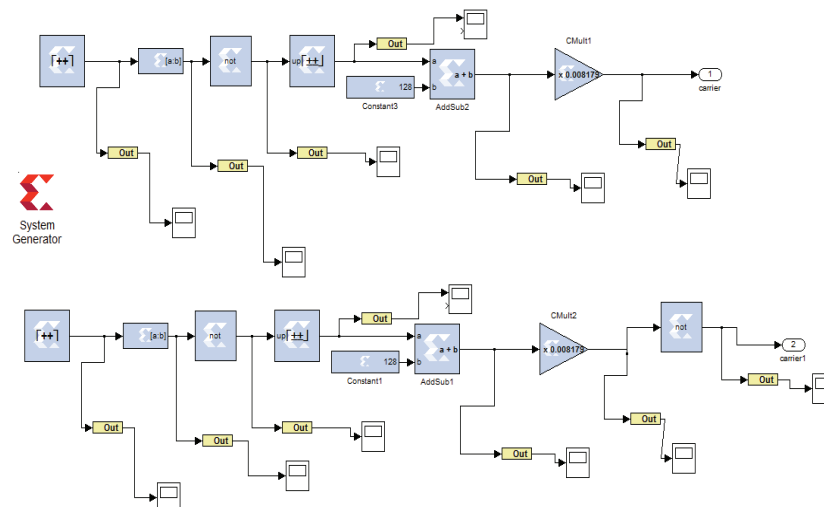 Out
CMult1
[++]
[a:b]
not
up [±±]
a
a + b
x 0.008179
1
128
b
carrier
Constant3
AddSub2
Out
Out
Out
Out
Out
System
Generator
CMult2
Out
[++]
[a:b]
not
up [±±]
a
a + b
x 0.008179
not
2
128
b
carrier1
Constant1
AddSub1
Out
Out
Out
Out
Out
Out